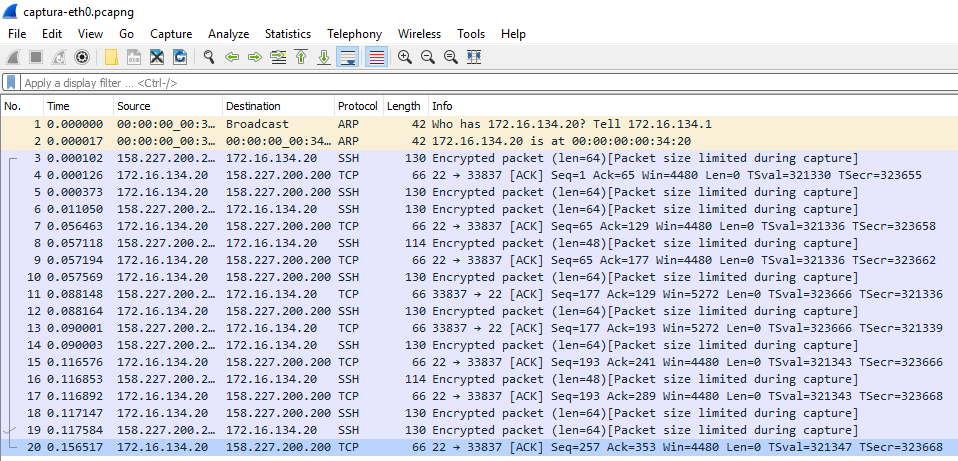 captura-eth0.pcapng
File Edit View Go Capture Analyze Statistics Telephony Wireless Tools Help
Apply a display filter ... <Ctrl-/>
No. Time Source Destination Protocol Length Info
1 0.000000 00:00:00_00:3... Broadcast ARP 42 Who has 172.16.134.20? Tell 172.16.134.1
2 0.000017 00:00:00_00:3... 00:00:00_00:34... ARP 42 172.16.134.20 is at 00:00:00:00:34:20
3 0.000102 158.227.200.2... 172.16.134.20 SSH 130 Encrypted packet (len=64)[Packet size limited during capture]
4 0.000126 172.16.134.20 158.227.200.200 TCP 66 22 → 33837 [ACK] Seq=1 Ack=65 Win=4480 Len=0 TSval=321330 TSecr=323655
5 0.000373 158.227.200.2... 172.16.134.20 SSH 130 Encrypted packet (len=64)[Packet size limited during capture]
6 0.011050 172.16.134.20 158.227.200.200 SSH 130 Encrypted packet (len=64)[Packet size limited during capture]
7 0.056463 172.16.134.20 158.227.200.200 TCP 66 22 → 33837 [ACK] Seq=65 Ack=129 Win=4480 Len=0 TSval=321336 TSecr=323658
8 0.057118 158.227.200.2... 172.16.134.20 SSH 114 Encrypted packet (len=48)[Packet size limited during capture]
9 0.057194 172.16.134.20 158.227.200.200 TCP 66 22 → 33837 [ACK] Seq=65 Ack=177 Win=4480 Len=0 TSval=321336 TSecr=323662
10 0.057569 172.16.134.20 158.227.200.200 SSH 130 Encrypted packet (len=64)[Packet size limited during capture]
11 0.088148 158.227.200.2... 172.16.134.20 TCP 66 33837 → 22 [ACK] Seq=177 Ack=129 Win=5272 Len=0 TSval=323666 TSecr=321336
12 0.088164 172.16.134.20 158.227.200.200 SSH 130 Encrypted packet (len=64)[Packet size limited during capture]
13 0.090001 158.227.200.2... 172.16.134.20 TCP 66 33837 → 22 [ACK] Seq=177 Ack=193 Win=5272 Len=0 TSval=323666 TSecr=321339
14 0.090003 158.227.200.2... 172.16.134.20 SSH 130 Encrypted packet (len=64)[Packet size limited during capture]
15 0.116576 172.16.134.20 158.227.200.200 TCP 66 22 → 33837 [ACK] Seq=193 Ack=241 Win=4480 Len=0 TSval=321343 TSecr=323666
16 0.116853 158.227.200.2... 172.16.134.20 SSH 114 Encrypted packet (len=48)[Packet size limited during capture]
17 0.116892 172.16.134.20 158.227.200.200 TCP 66 22 → 33837 [ACK] Seq=193 Ack=289 Win=4480 Len=0 TSval=321343 TSecr=323668
18 0.117147 172.16.134.20 158.227.200.200 SSH 130 Encrypted packet (len=64)[Packet size limited during capture]
19 0.117584 158.227.200.2... 172.16.134.20 SSH 130 Encrypted packet (len=64)[Packet size limited during capture]
20 0.156517 172.16.134.20 158.227.200.200 TCP 66 22 → 33837 [ACK] Seq=257 Ack=353 Win=4480 Len=0 TSval=321347 TSecr=323668